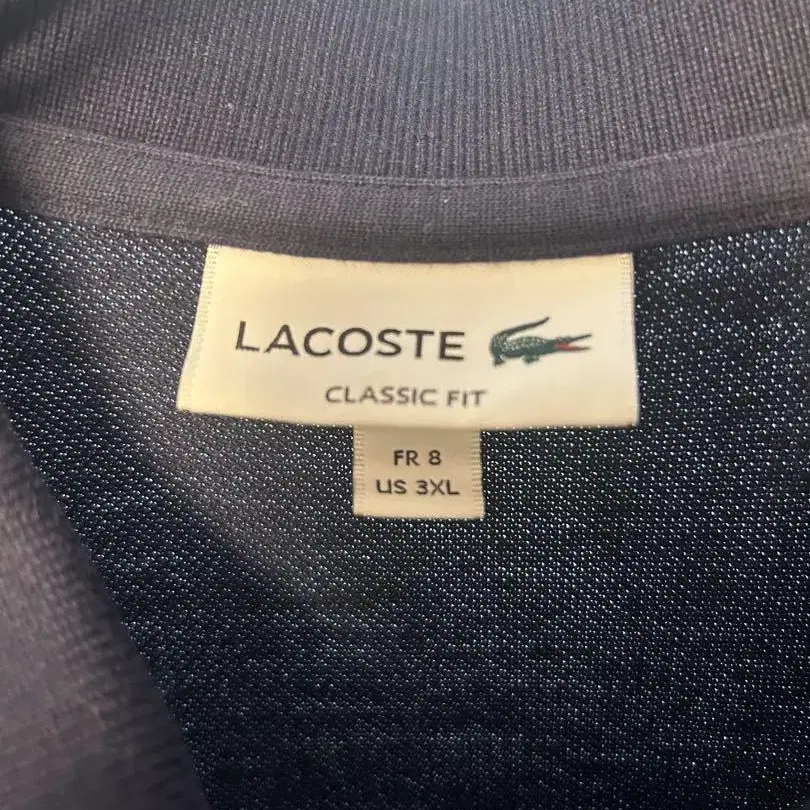 LACOSTE
CLASSIC FIT
FR 8
US 3XL